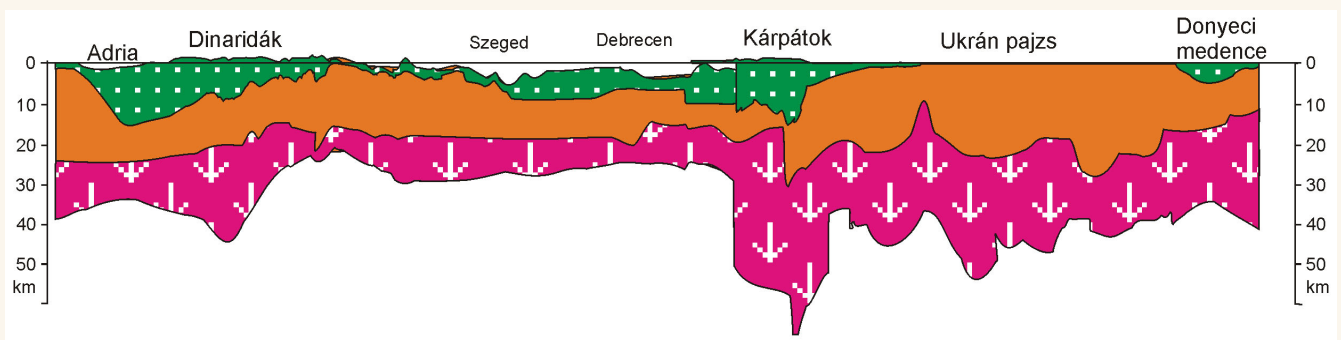 Adria
Dinaridák
Szeged
Debrecen
Kárpátok
Ukrán pajzs
Donyeci
medence
0
10
20
30
40
50
km
0
10
20
30
40
50
km